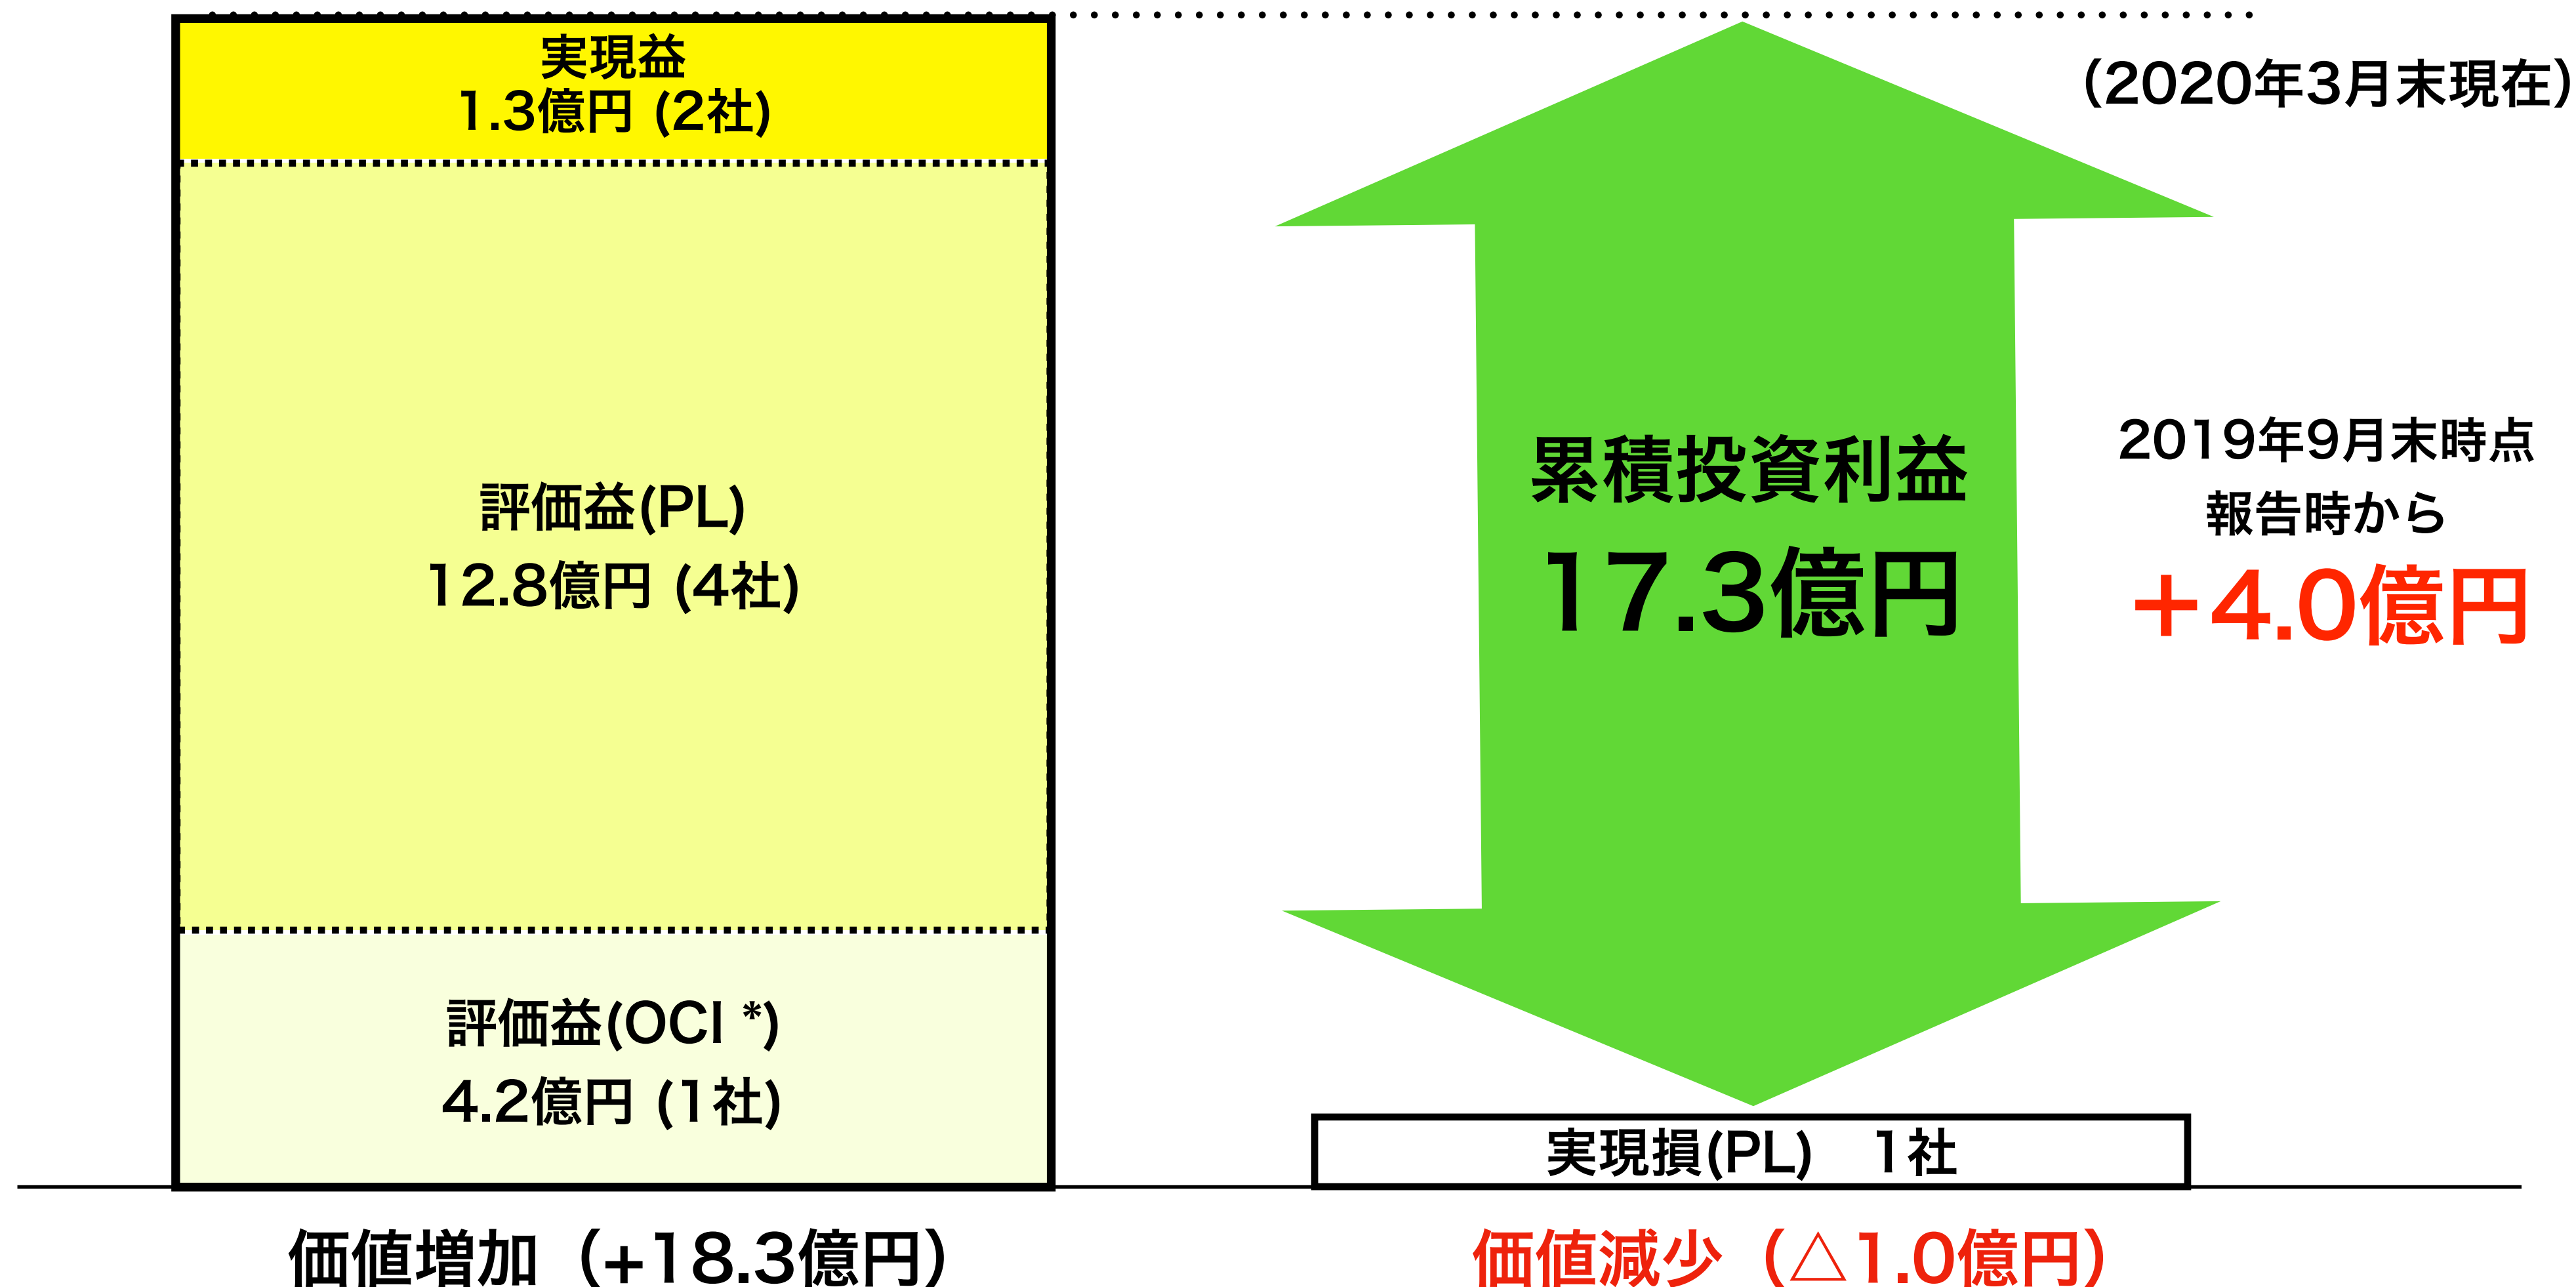 実現益
1.3億円 (2社)
評価益(PL)
12.8億円 (4社)
評価益(OCI *)
4.2億円 (1社)
価値増加（+18.3億円）
（2020年3月末現在）
累積投資利益
17.3億円
2019年9月末時点
報告時から
+4.0億円
実現損(PL)　1社
価値減少（△1.0億円）